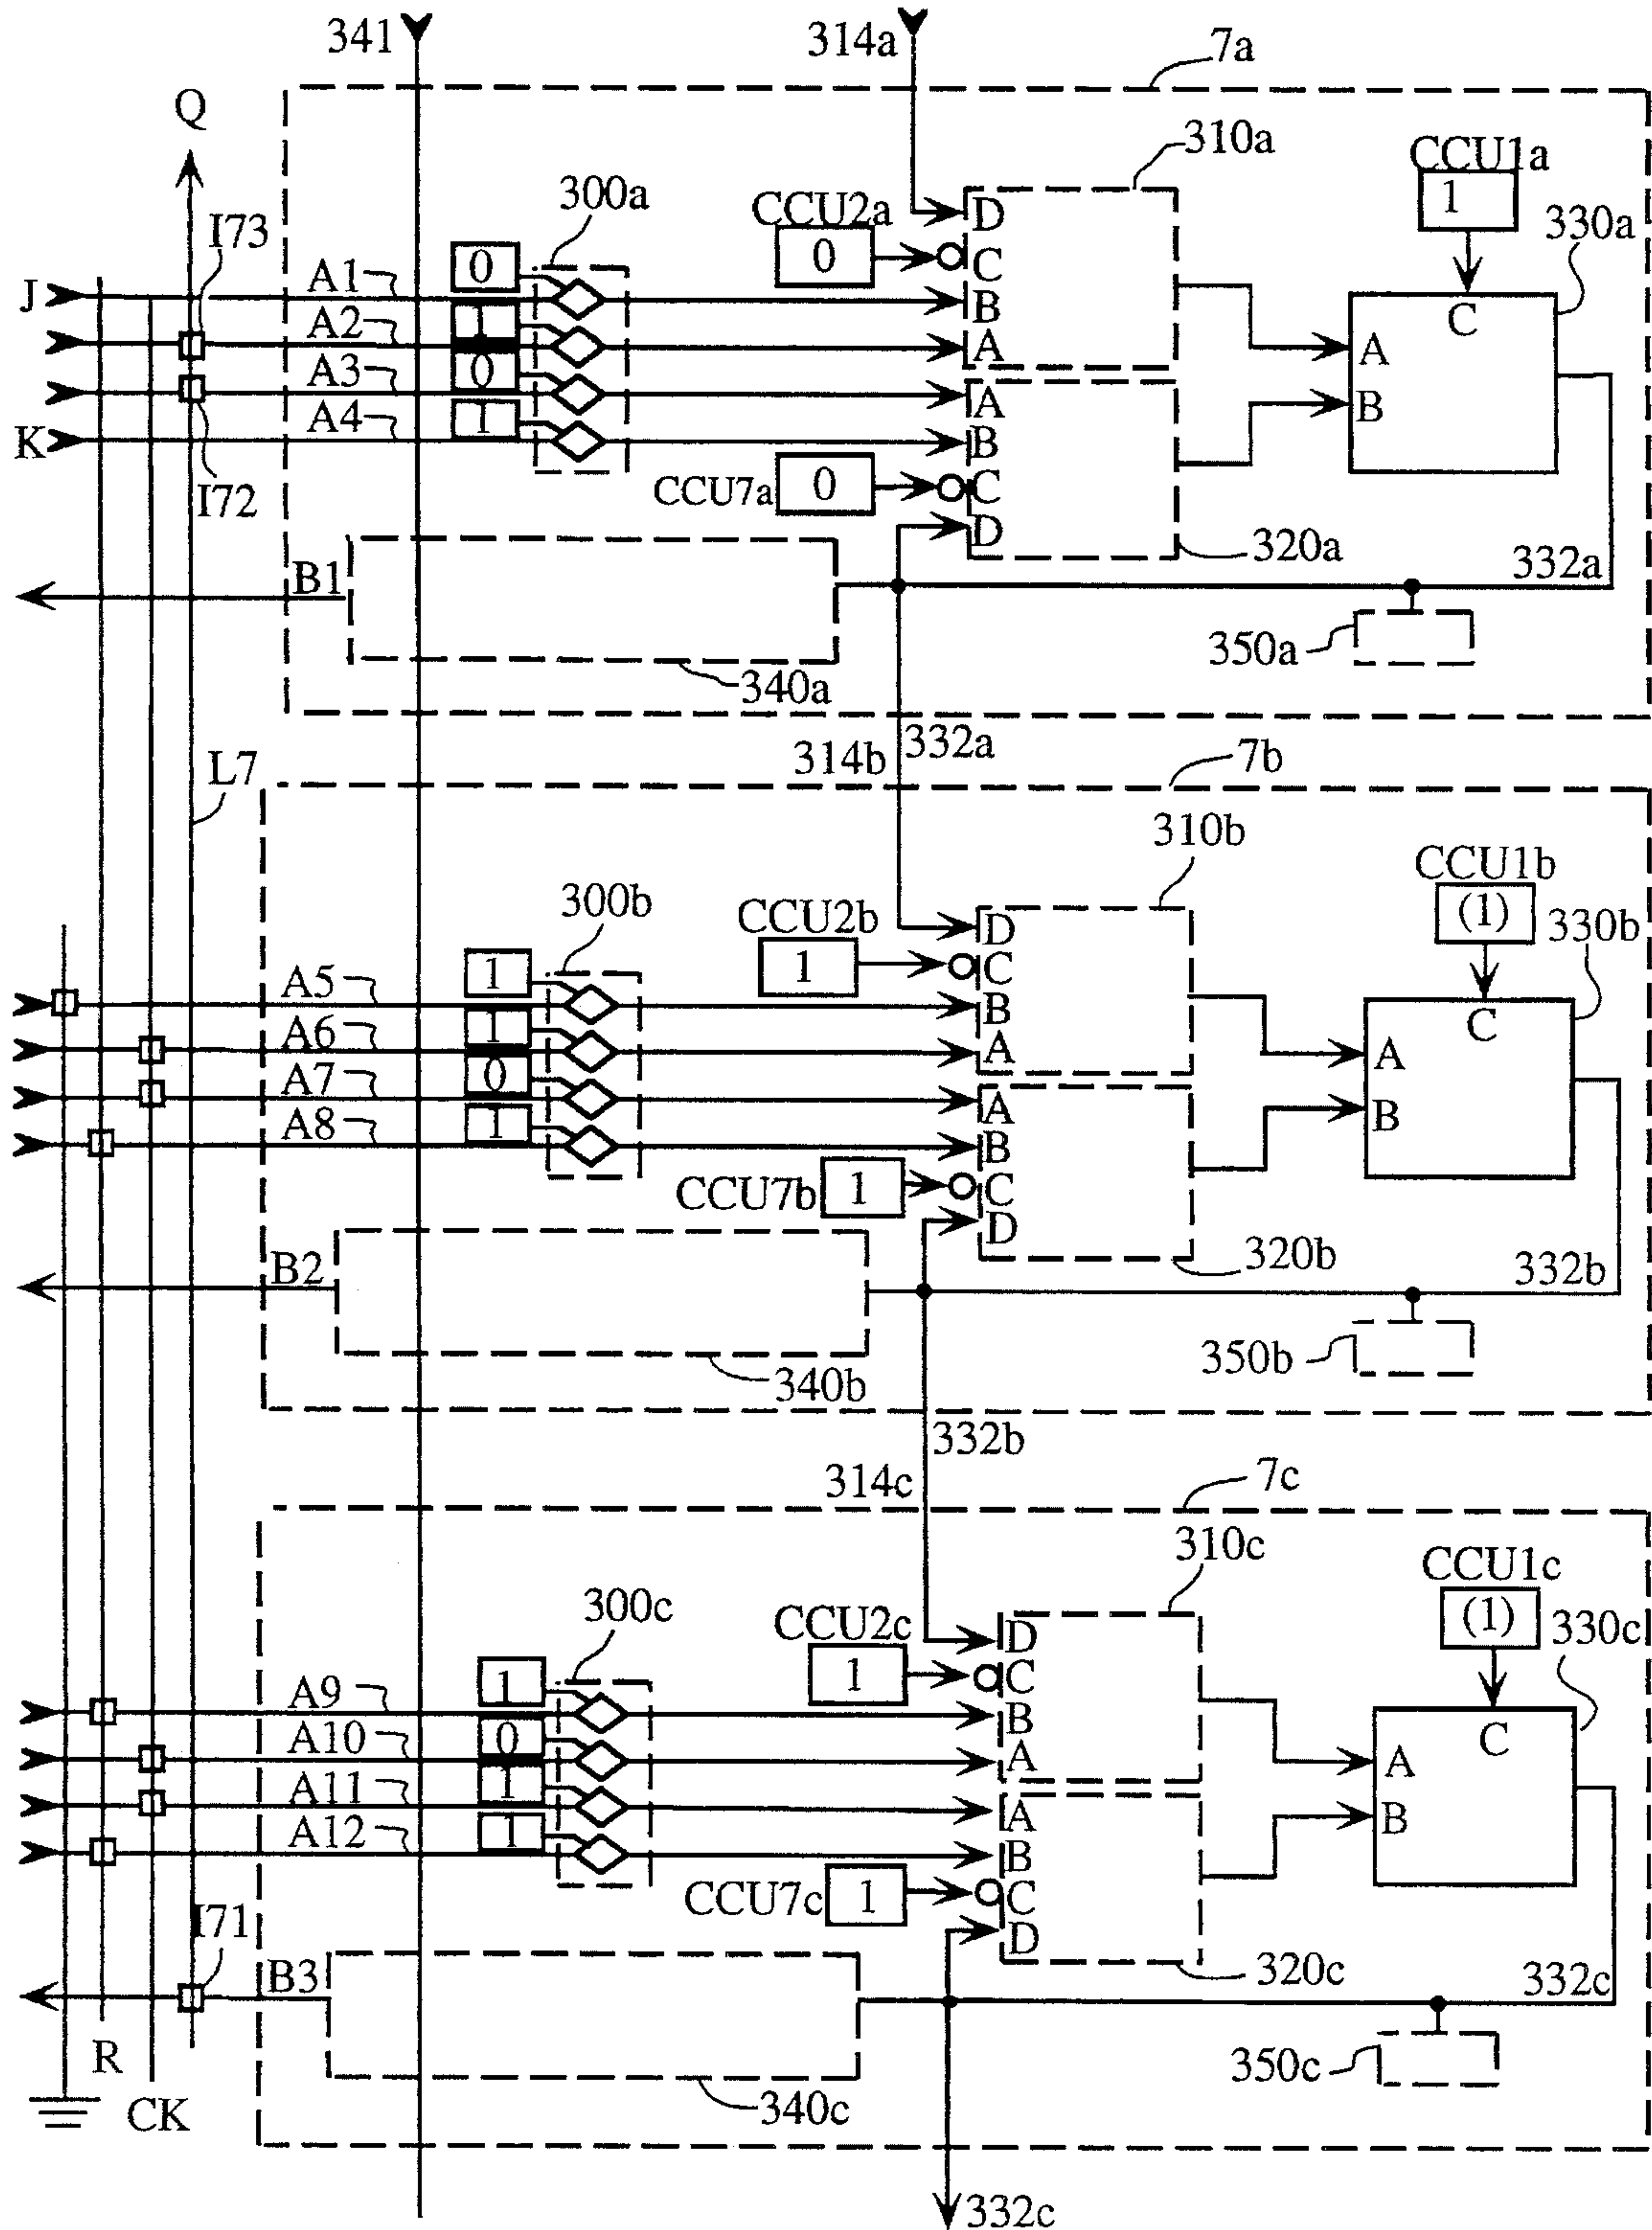 341
314a
7a
Q
310a
CCU1a
1
300a
CCU2a
0
D
C
B
A
330a
I73
J
A1
0
A2
1
A3
0
A4
1
K
A
B
C
D
C
A
B
I72
CCU7a
0
320a
B1
332a
350a
340a
332a
314b
L7
7b
310b
CCU1b
(1)
300b
CCU2b
1
D
C
B
A
330b
A5
1
A6
1
A7
0
A8
1
A
B
C
D
C
A
B
CCU7b
1
320b
B2
332b
350b
340b
332b
314c
7c
310c
CCU1c
(1)
300c
CCU2c
1
D
C
B
A
330c
A9
1
A10
0
A11
1
A12
1
A
B
C
D
C
A
B
CCU7c
1
I71
320c
B3
332c
R
350c
CK
340c
332c